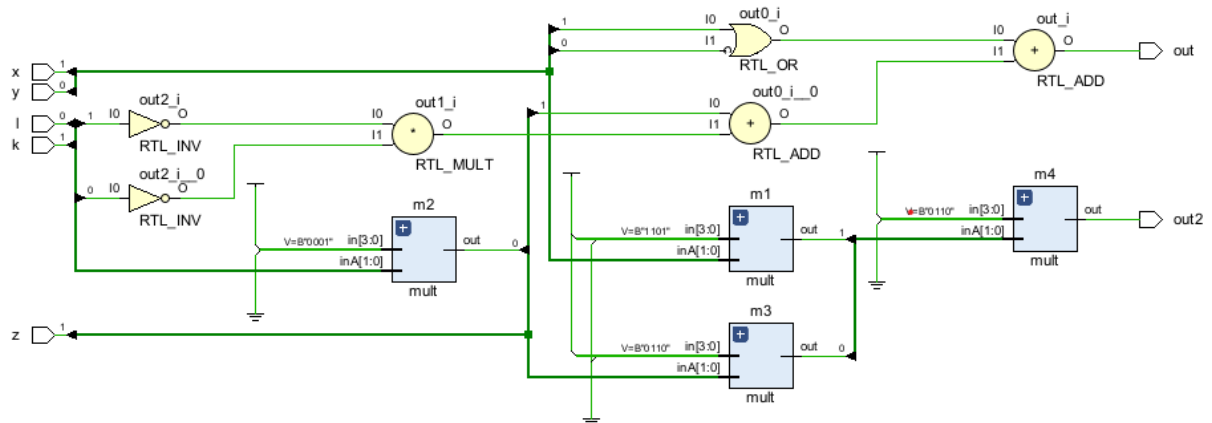 out0_i
1 I0 O
0 I1
RTL_OR
out_i
I0 O
I1
RTL_ADD
out
x 1
y 0
l 0
k 1
out2_i
1 I0 O
RTL_INV
out2_i__0
0 I0 O
RTL_INV
out1_i
I0 O
*
I1
RTL_MULT
out0_i__0
1 I0 O
+
I1
RTL_ADD
+
m2
V=B"0001" in[3:0] out 0
inA[1:0]
mult
m1
V=B"1101" in[3:0] out 1
inA[1:0]
mult
m4
V=B"0110" in[3:0] out
inA[1:0]
mult
out2
z 1
m3
V=B"0110" in[3:0] out 0
inA[1:0]
mult